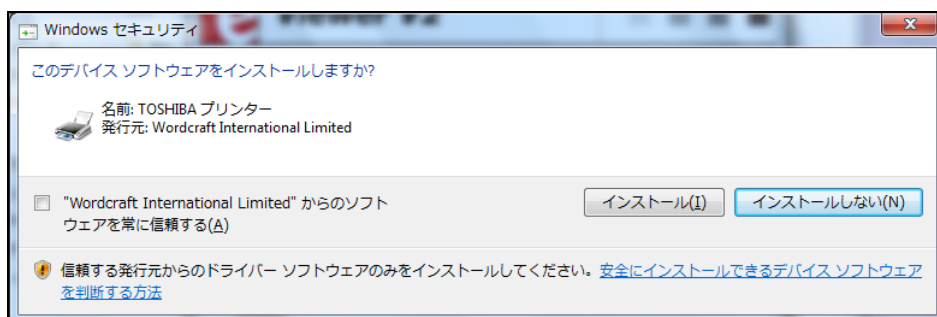 Windows セキュリティ
このデバイス ソフトウェアをインストールしますか?
名前: TOSHIBA プリンター
発行元: Wordcraft International Limited
"Wordcraft International Limited" からのソフト
ウェアを常に信頼する(A)
インストール(I)
インストールしない(N)
信頼する発行元からのドライバー ソフトウェアのみをインストールしてください。安全にインストールできるデバイス ソフトウェア
を判断する方法